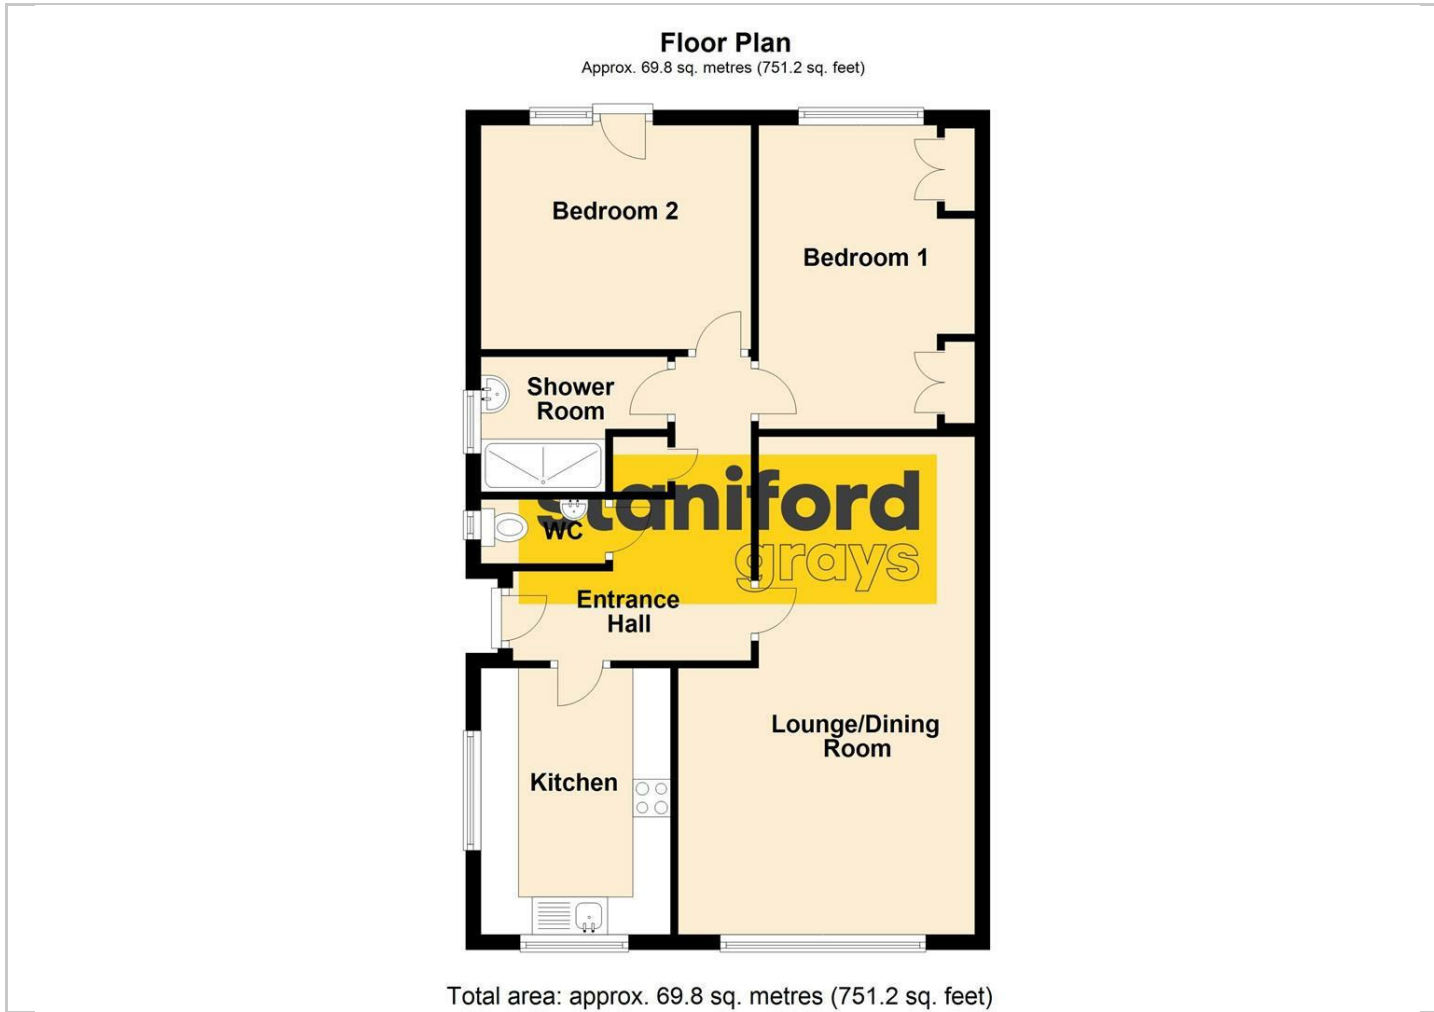 Floor Plan
Approx. 69.8 sq. metres (751.2 sq. feet)
Bedroom 2
Bedroom 1
Shower
Room
staniford
grays
WC
Entrance
Hall
Lounge/Dining
Room
Kitchen
Total area: approx. 69.8 sq. metres (751.2 sq. feet)